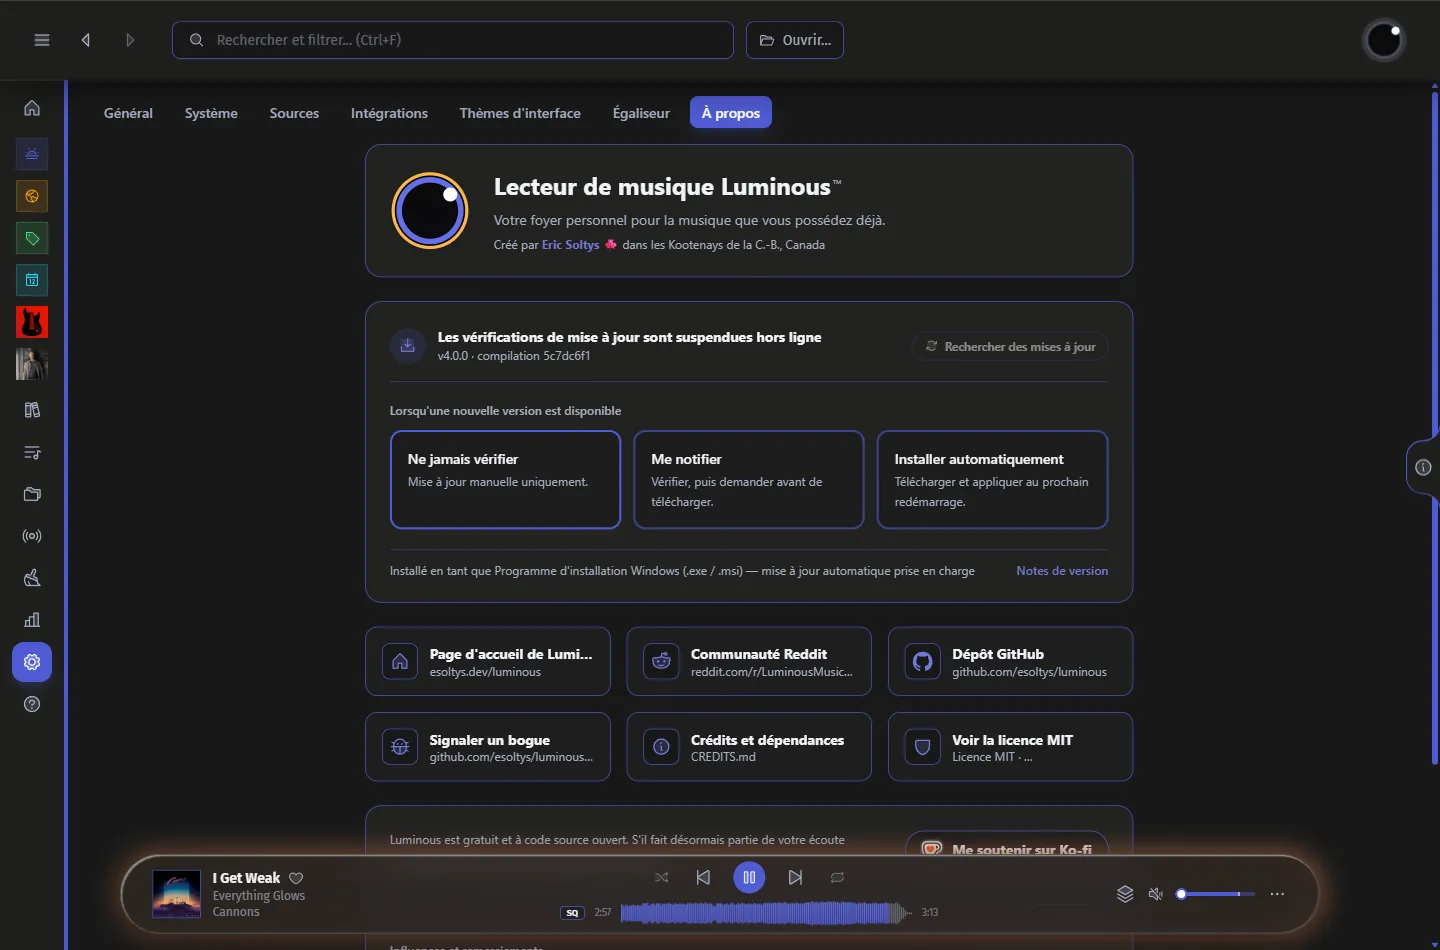 Rechercher et filtrer... (Ctrl+F)
Ouvrir...
Général
Système
Sources
Intégrations
Thèmes d'interface
Égaliseur
À propos
Lecteur de musique Luminous™
Votre foyer personnel pour la musique que vous possédez déjà.
Créé par Eric Soltys dans les Kootenays de la C.-B., Canada
Les vérifications de mise à jour sont suspendues hors ligne
v4.0.0 · compilation 5c7dc6f1
Rechercher des mises à jour
Lorsqu'une nouvelle version est disponible
Ne jamais vérifier
Mise à jour manuelle uniquement.
Me notifier
Vérifier, puis demander avant de
télécharger.
Installer automatiquement
Télécharger et appliquer au prochain
redémarrage.
Installé en tant que Programme d'installation Windows (.exe / .msi) — mise à jour automatique prise en charge
Notes de version
Page d'accueil de Lumi...
esoltys.dev/luminous
Communauté Reddit
reddit.com/r/LuminousMusic...
Dépôt GitHub
github.com/esoltys/luminous
Signaler un bogue
github.com/esoltys/luminous...
Crédits et dépendances
CREDITS.md
Voir la licence MIT
Licence MIT · ...
Luminous est gratuit et à code source ouvert. S'il fait désormais partie de votre écoute
Me soutenir sur Ko-fi
I Get Weak
Everything Glows
Cannons
SQ
2:57
3:13
12